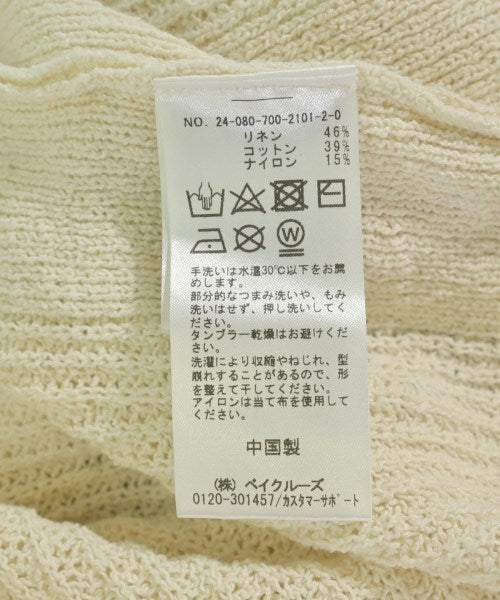 NO. 24-080-700-2101-2-0
リネン 46%
コットン 39%
ナイロン 15%
W
手洗いは水温30℃以下をお薦
めします。
部分的なつまみ洗いや、もみ
洗いはせず、押し洗いしてく
ださい。
タンブラー乾燥はお避けくだ
さい。
洗濯により収縮やねじれ、型
崩れすることがあるので、形
を整えて干してください。
アイロンは当て布を使用して
ください。
中国製
(株) ベイクルーズ
0120-301457/カスタマーサポート